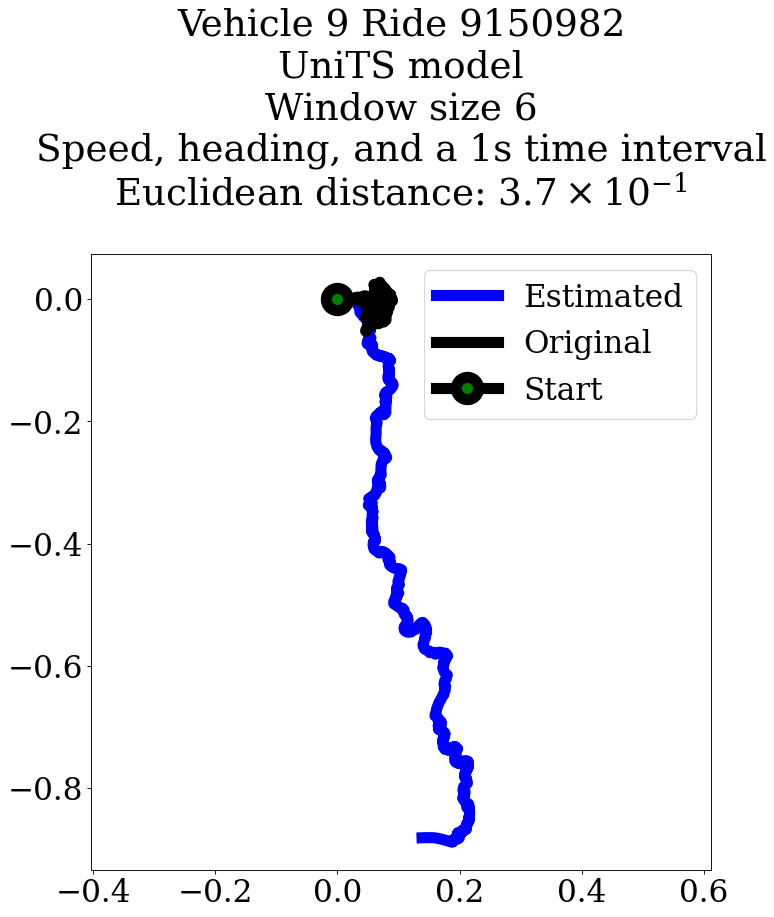 Vehicle 9 Ride 9150982
UniTS model
Window size 6
Speed, heading, and a 1s time interval
Euclidean distance: 3.7 × 10⁻¹
Estimated
Original
Start
0.0
−0.2
−0.4
−0.6
−0.8
−0.4
−0.2
0.0
0.2
0.4
0.6